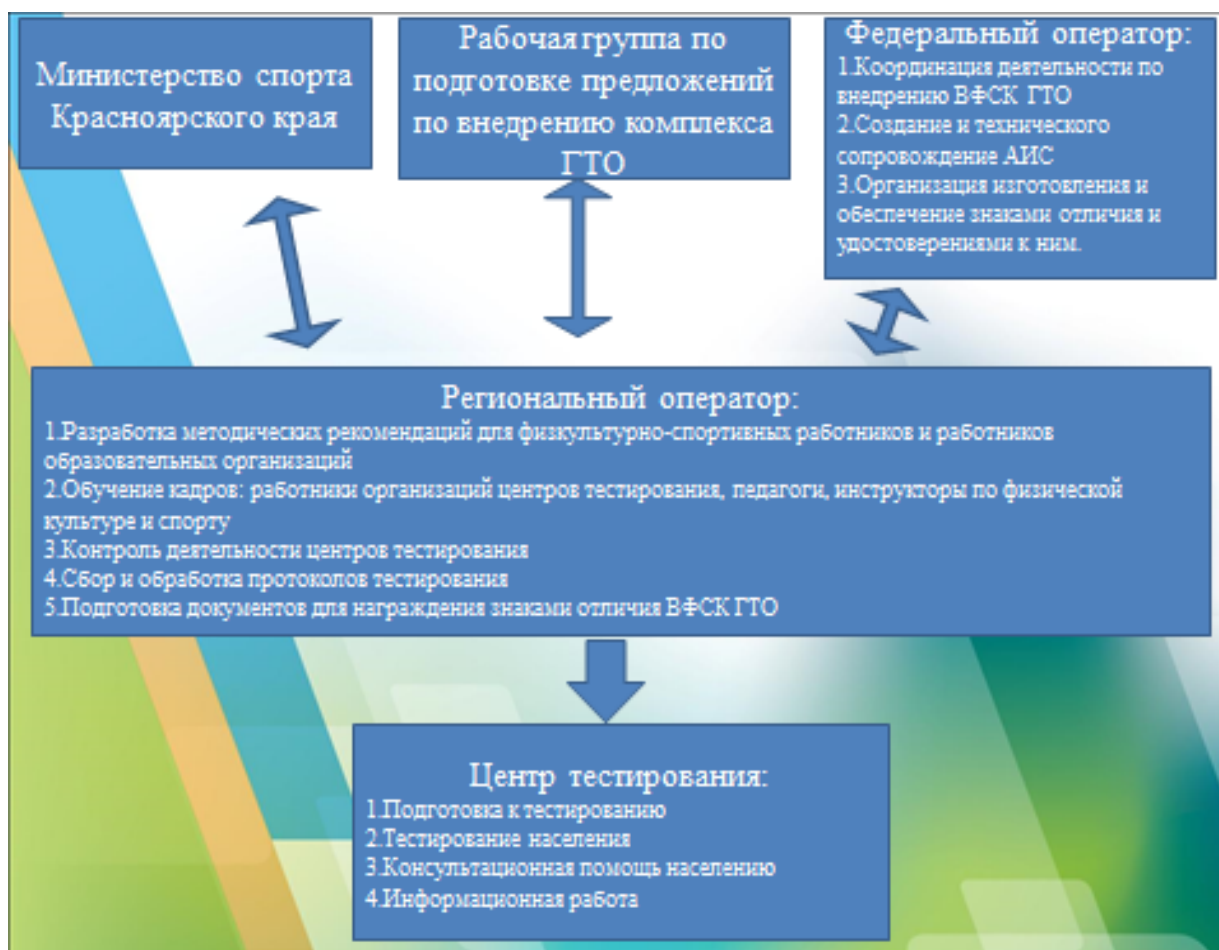 Министерство спорта
Красноярского края
Рабочая группа по
подготовке предложений
по внедрению комплекса
ГТО
Федеральный оператор:
1.Координация деятельности по
внедрению ВФСК ГТО
2.Создание и технического
сопровождение АИС
3.Организация изготовления и
обеспечение знаками отличия и
удостоверениями к ним.
Региональный оператор:
1.Разработка методических рекомендаций для физкультурно-спортивных работников и работников
образовательных организаций
2.Обучение кадров: работники организаций центров тестирования, педагоги, инструкторы по физической
культуре и спорту
3.Контроль деятельности центров тестирования
4.Сбор и обработка протоколов тестирования
5.Подготовка документов для награждения знаками отличия ВФСК ГТО
Центр тестирования:
1.Подготовка к тестированию
2.Тестирование населения
3.Консультационная помощь населению
4.Информационная работа